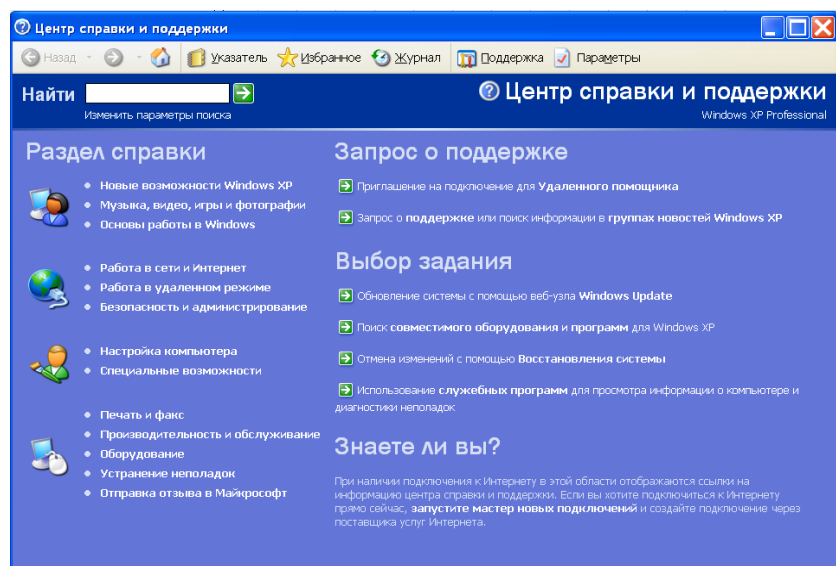 Центр справки и поддержки
Назад Указатель Избранное Журнал Поддержка Параметры
Найти
Изменить параметры поиска
Центр справки и поддержки
Windows XP Professional
Раздел справки
Новые возможности Windows XP
Музыка, видео, игры и фотографии
Основы работы в Windows
Работа в сети и Интернет
Работа в удаленном режиме
Безопасность и администрирование
Настройка компьютера
Специальные возможности
Печать и факс
Производительность и обслуживание
Оборудование
Устранение неполадок
Отправка отзыва в Майкрософт
Запрос о поддержке
Приглашение на подключение для Удаленного помощника
Запрос о поддержке или поиск информации в группах новостей Windows XP
Выбор задания
Обновление системы с помощью веб-узла Windows Update
Поиск совместимого оборудования и программ для Windows XP
Отмена изменений с помощью Восстановления системы
Использование служебных программ для просмотра информации о компьютере и
диагностики неполадок
Знаете ли вы?
При наличии подключения к Интернету в этой области отображаются ссылки на
информацию центра справки и поддержки. Если вы хотите подключиться к Интернету
прямо сейчас, запустите мастер новых подключений и создайте подключение через
поставщика услуг Интернета.